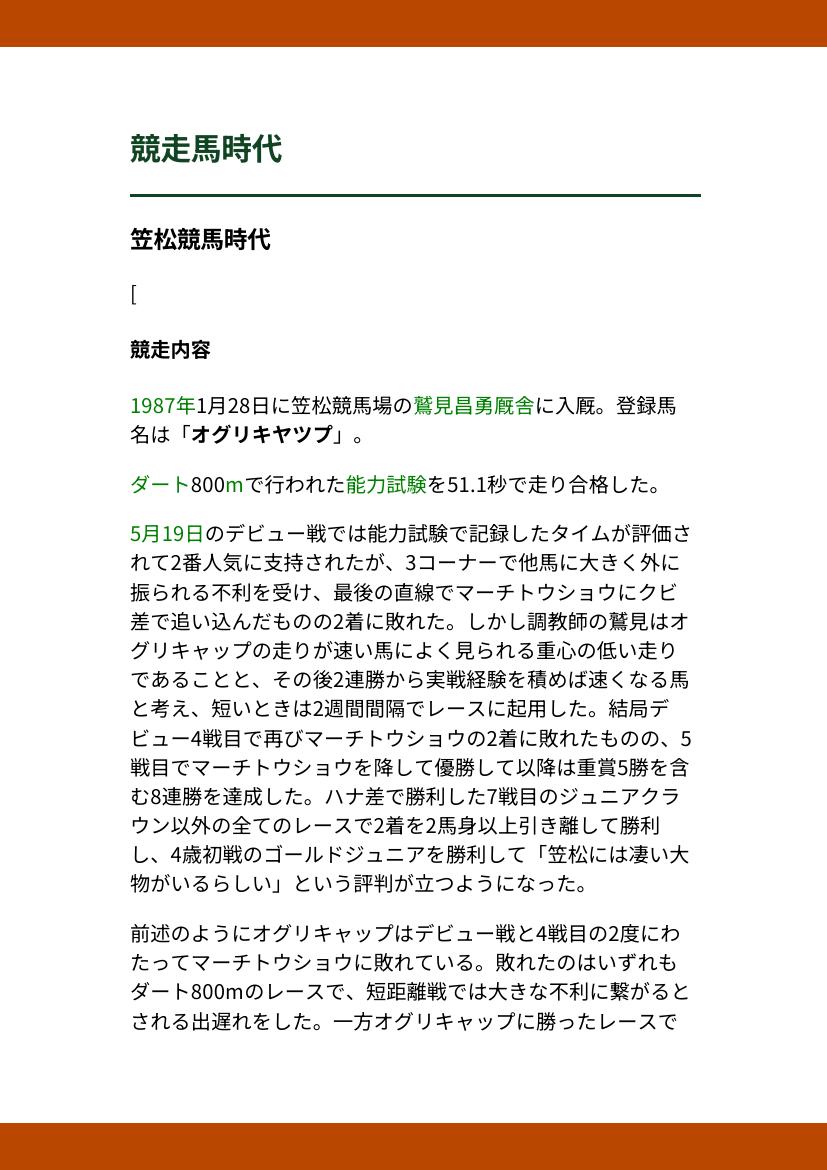 競走馬時代
笠松競馬時代
[
競走内容
1987年1月28日に笠松競馬場の鷲見昌勇厩舎に入厩。登録馬
名は「オグリキヤツプ」。
ダート800mで行われた能力試験を51.1秒で走り合格した。
5月19日のデビュー戦では能力試験で記録したタイムが評価さ
れて2番人気に支持されたが、3コーナーで他馬に大きく外に
振られる不利を受け、最後の直線でマーチトウショウにクビ
差で追い込んだものの2着に敗れた。しかし調教師の鷲見はオ
グリキャップの走りが速い馬によく見られる重心の低い走り
であることと、その後2連勝から実戦経験を積めば速くなる馬
と考え、短いときは2週間間隔でレースに起用した。結局デ
ビュー4戦目で再びマーチトウショウの2着に敗れたものの、5
戦目でマーチトウショウを降して優勝して以降は重賞5勝を含
む8連勝を達成した。ハナ差で勝利した7戦目のジュニアクラ
ウン以外の全てのレースで2着を2馬身以上引き離して勝利
し、4歳初戦のゴールドジュニアを勝利して「笠松には凄い大
物がいるらしい」という評判が立つようになった。
前述のようにオグリキャップはデビュー戦と4戦目の2度にわ
たってマーチトウショウに敗れている。敗れたのはいずれも
ダート800mのレースで、短距離戦では大きな不利に繋がると
される出遅れをした。一方オグリキャップに勝ったレースで